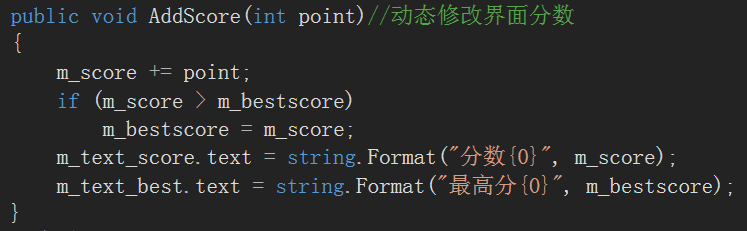 public void AddScore(int point)//动态修改界面分数
{
    m_score += point;
    if (m_score > m_bestscore)
        m_bestscore = m_score;
    m_text_score.text = string.Format("分数{0}", m_score);
    m_text_best.text = string.Format("最高分{0}", m_bestscore);
}